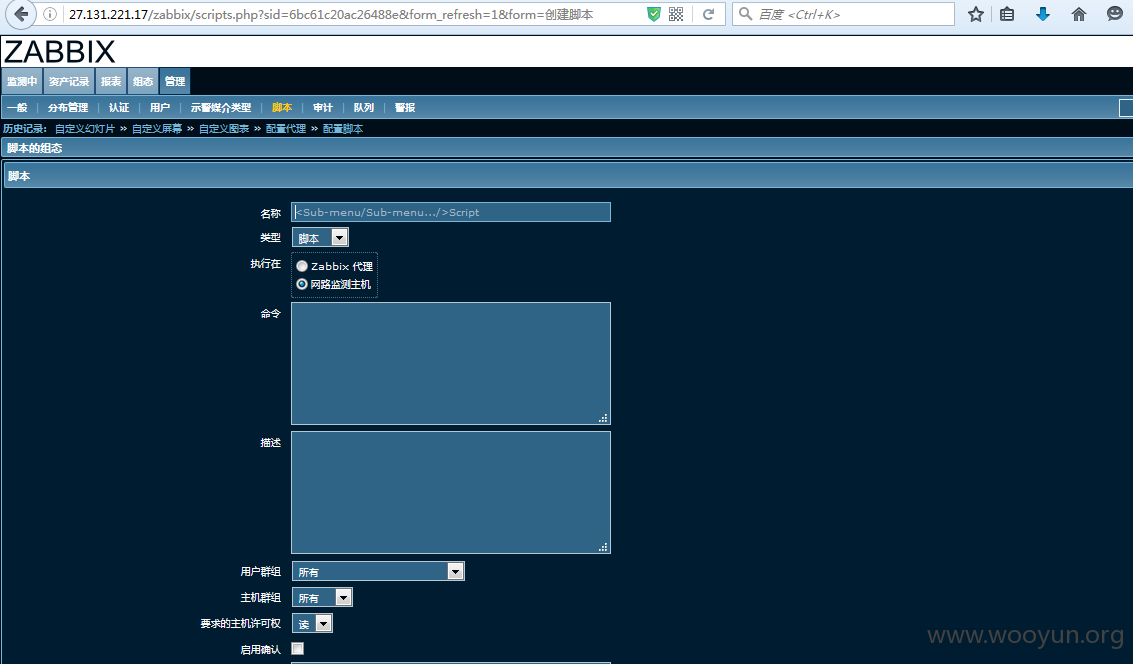 27.131.221.17/zabbix/scripts.php?sid=6bc61c20ac26488e&form_refresh=1&form=创建脚本
百度 <Ctrl+K>
ZABBIX
监测中 资产记录 报表 组态 管理
一般 | 分布管理 | 认证 | 用户 | 示警媒介类型 | 脚本 | 审计 | 队列 | 警报
历史记录: 自定义幻灯片 » 自定义屏幕 » 自定义图表 » 配置代理 » 配置脚本
脚本的组态
脚本
名称 <Sub-menu/Sub-menu.../>Script
类型 脚本
执行在 Zabbix 代理
网路监测主机
命令
描述
用户群组 所有
主机群组 所有
要求的主机许可权 读
启用确认
www.wooyun.org